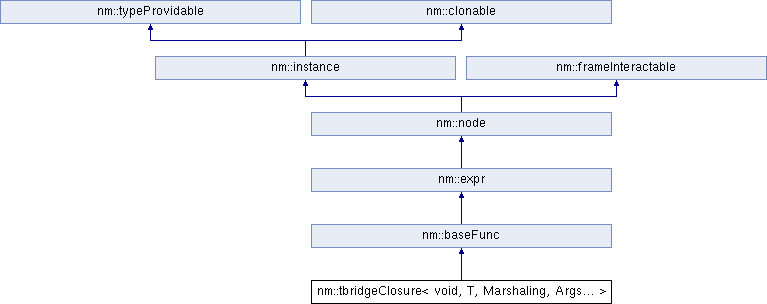 nm::typeProvidable
nm::clonable
nm::instance
nm::frameInteractable
nm::node
nm::expr
nm::baseFunc
nm::tbridgeClosure< void, T, Marshaling, Args... >